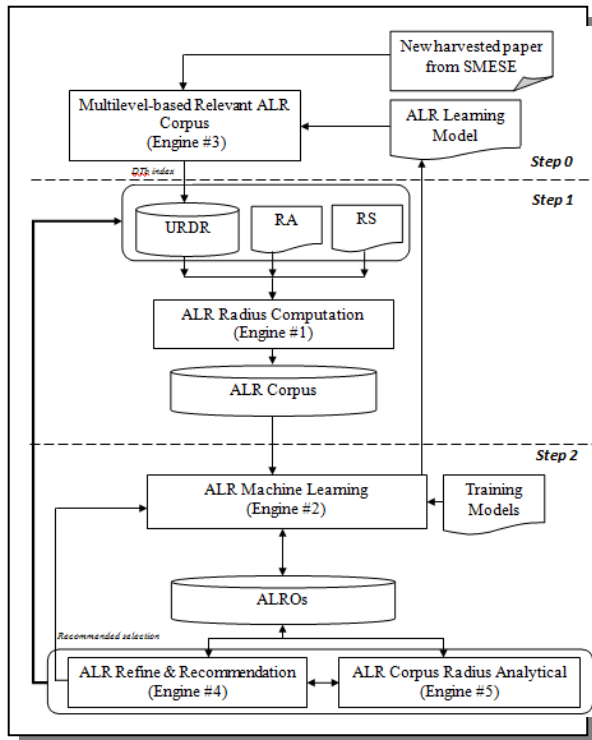 New harvested paper
from SMESE
Multilevel-based Relevant ALR
Corpus
(Engine #3)
ALR Learning
Model
Step 0
DTb index
Step 1
URDR
RA
RS
ALR Radius Computation
(Engine #1)
ALR Corpus
Step 2
ALR Machine Learning
(Engine #2)
Training
Models
ALROs
Recommended selection
ALR Refine & Recommendation
(Engine #4)
ALR Corpus Radius Analytical
(Engine #5)